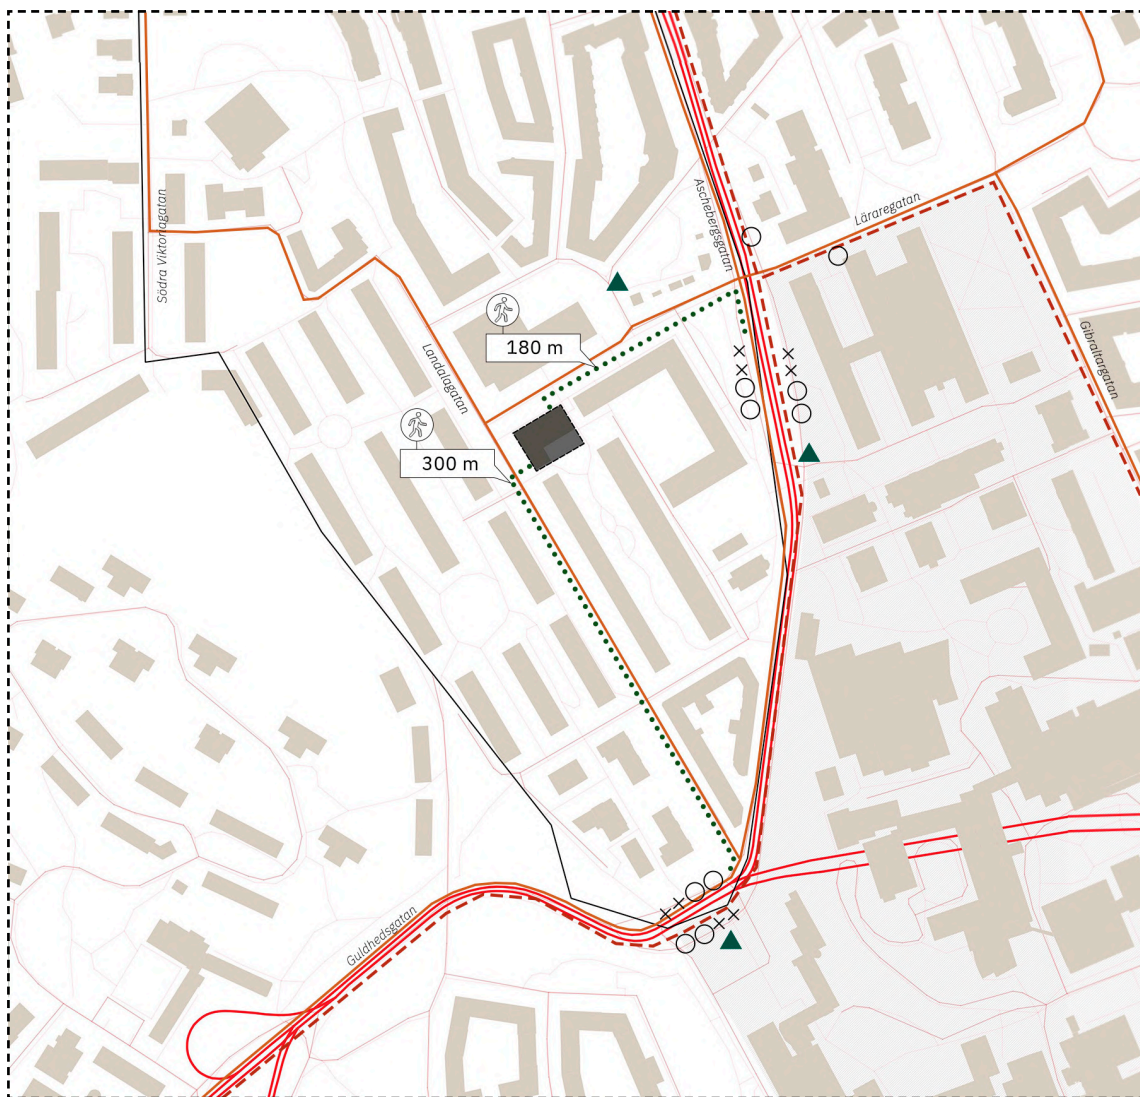 Södra Viktoriagatan
Aschebergsgatan
Läraregatan
180 m
Landalagatan
Gibraltargatan
300 m
Guldhedsgatan